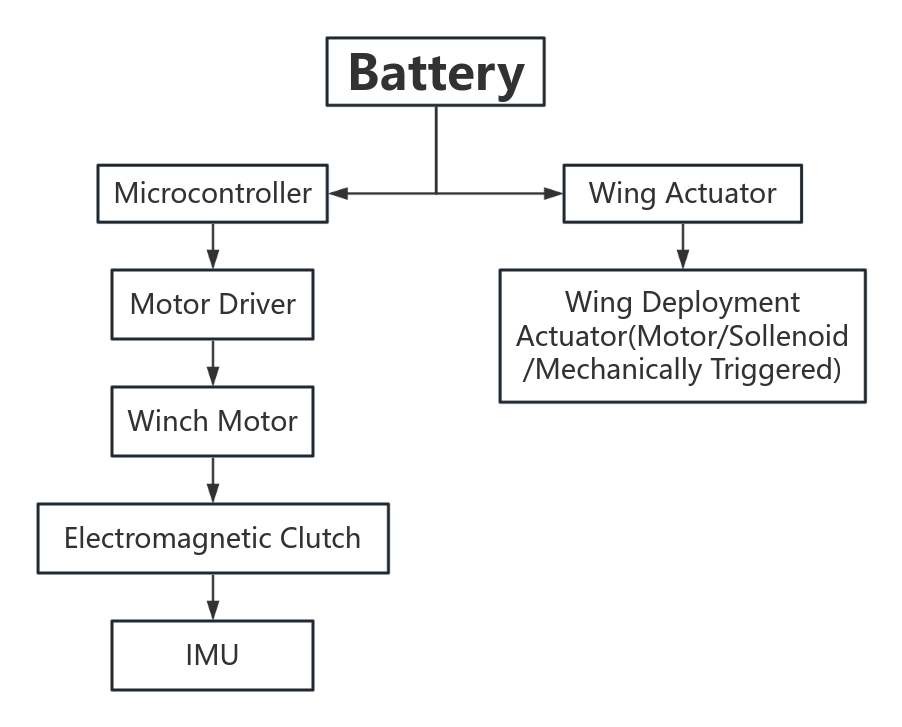 Battery
Microcontroller
Wing Actuator
Motor Driver
Wing Deployment
Actuator(Motor/Sollenoid
/Mechanically Triggered)
Winch Motor
Electromagnetic Clutch
IMU